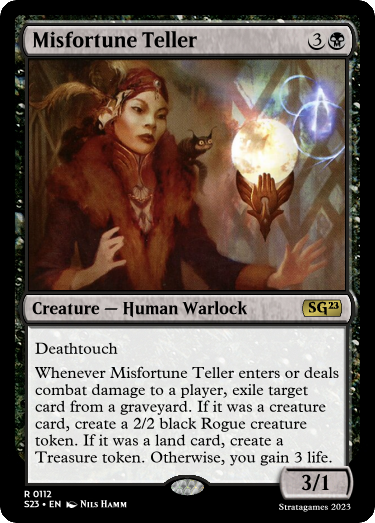 Misfortune Teller 3
Creature — Human Warlock SG23
Deathtouch
Whenever Misfortune Teller enters or deals
combat damage to a player, exile target
card from a graveyard. If it was a creature
card, create a 2/2 black Rogue creature
token. If it was a land card, create a
Treasure token. Otherwise, you gain 3 life.
3/1
R 0112
S23 • EN Nils Hamm
Stratagames 2023